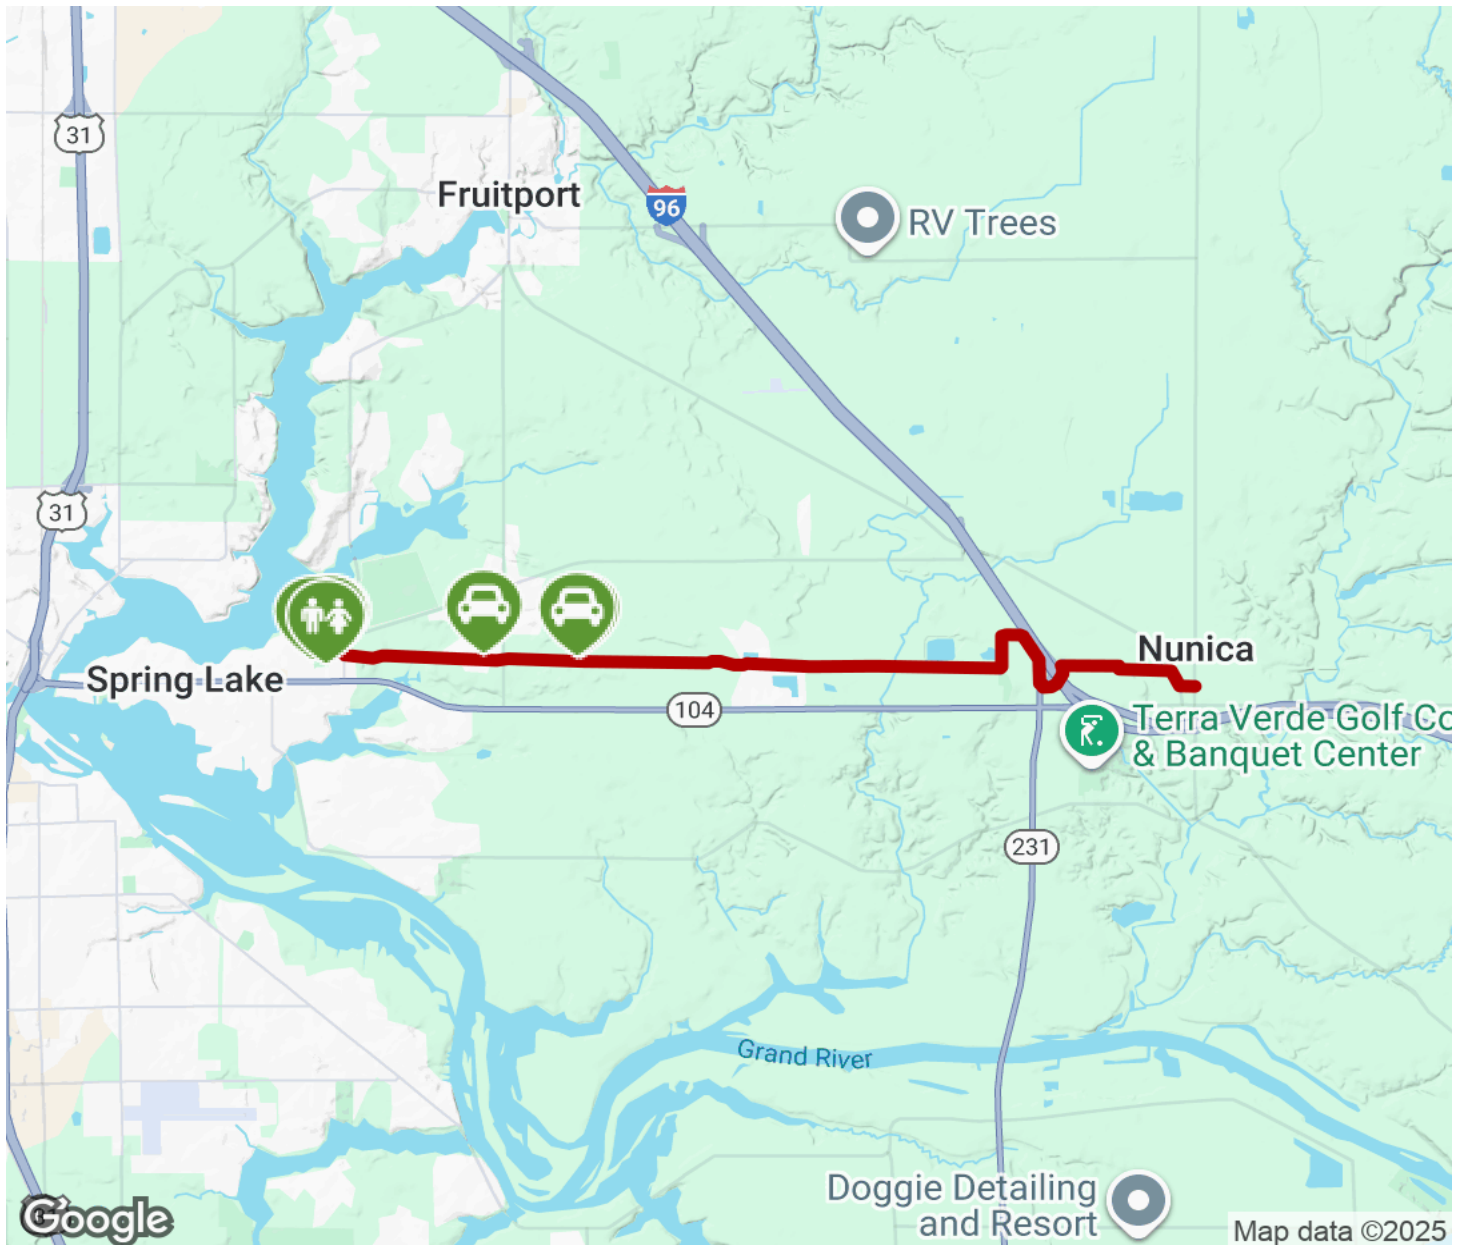 31
Fruitport
96
RV Trees
31
Nunica
Spring Lake
104
Terra Verde Golf Co
& Banquet Center
231
Grand River
Doggie Detailing
and Resort
Google
Map data ©2025